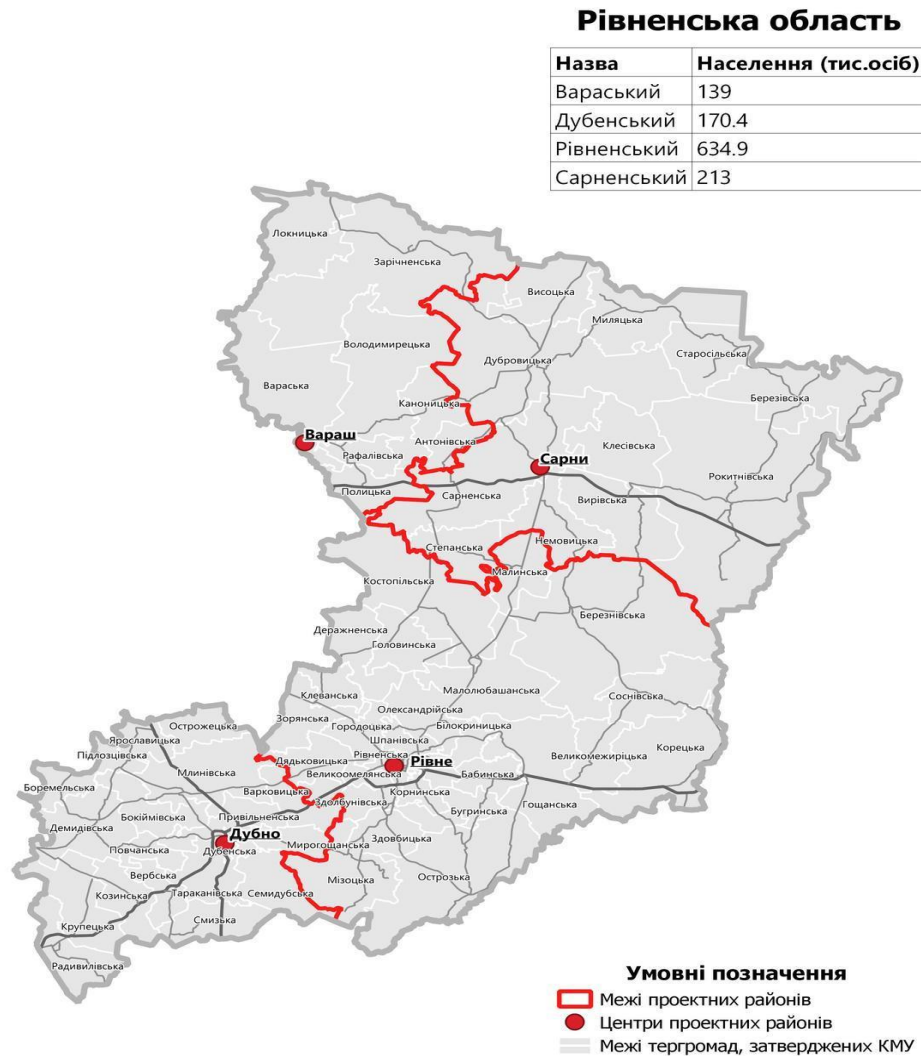 Рівненська область
Назва Населення (тис.осіб)
Вараський 139
Дубенський 170.4
Рівненський 634.9
Сарненський 213
Локницька
Зарічненська
Висоцька
Миляцька
Володимирецька
Дубровицька
Старосільська
Вараська
Березівська
Каноницька
Вараш
Антонівська
Клесівська
Рафалівська
Сарни
Рокитнівська
Полицька
Сарненська
Вирівська
Немовицька
Степанська
Малинська
Костопільська
Березнівська
Деражненська
Головинська
Клеванська
Малолюбашанська
Соснівська
Зорянська
Олександрійська
Острожецька
Городоцька
Білокриницька
Ярославицька
Шпанівська
Корецька
Підлозцівська
Дядьковицька
Рівненська
Рівне
Великомежиріцька
Млинівська
Великоомелянська
Бабинська
Боремельська
Варковицька
Корнинська
Здолбунівська
Гощанська
Бокіймівська
Привільненська
Бугринська
Демидівська
Дубно
Здовбицька
Повчанська
Дубенська
Мирогощанська
Вербська
Мізоцька
Острозька
Козинська
Тараканівська
Семидубська
Смизька
Крупецька
Радивилівська
Умовні позначення
Межі проектних районів
Центри проектних районів
Межі тергромад, затверджених КМУ